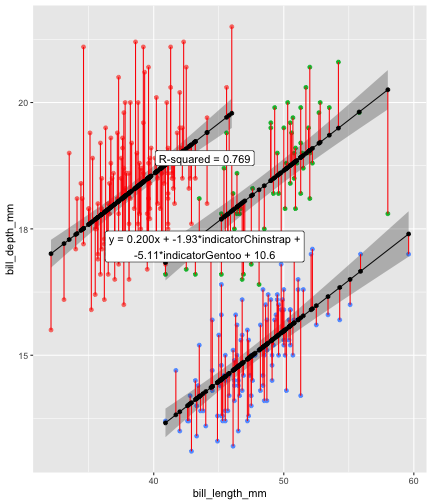 20
R-squared = 0.769
18
y = 0.200x + -1.93*indicatorChinstrap +
-5.11*indicatorGentoo + 10.6
15
bill_depth_mm
40
50
60
bill_length_mm